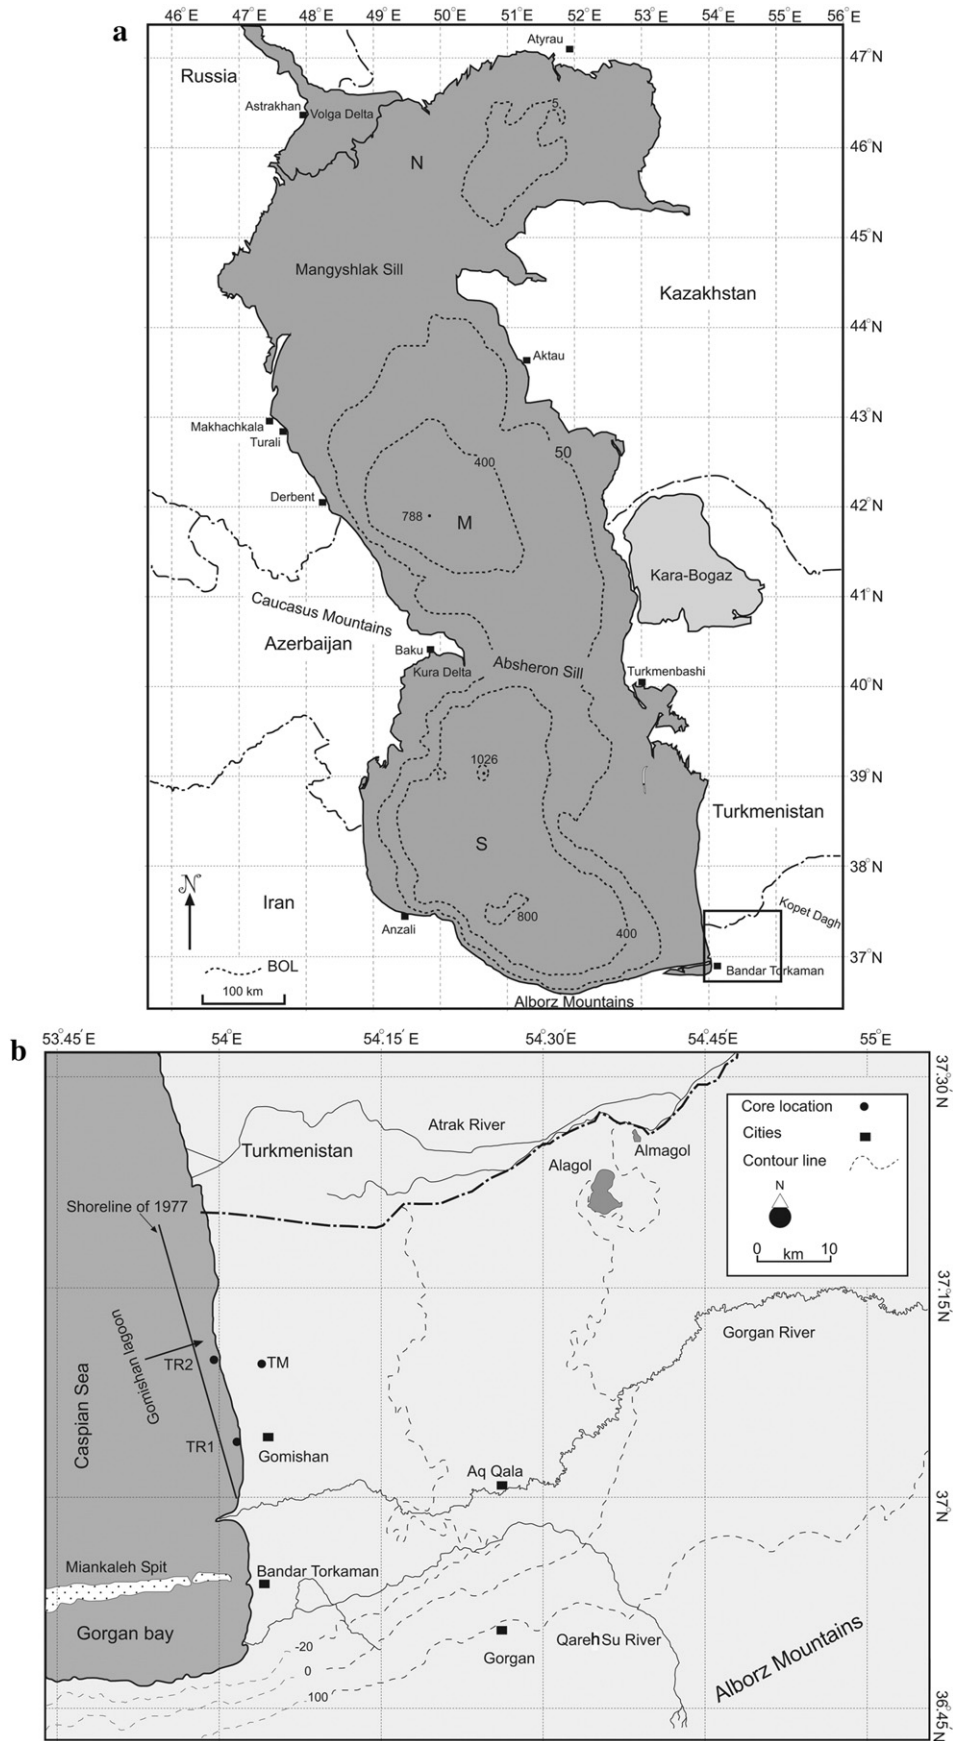 a
46°E 47°E 48°E 49°E 50°E 51°E 52°E 53°E 54°E 55°E 56°E
Atyrau
47°N
Russia
Astrakhan
Volga Delta
5
46°N
N
45°N
Mangyshlak Sill
Kazakhstan
44°N
Aktau
43°N
Makhachkala
Turali
50
400
Derbent
42°N
788
M
Kara-Bogaz
41°N
Caucasus Mountains
Azerbaijan
Baku
Kura Delta
Absheron Sill
Turkmenbashi
40°N
1026
39°N
Turkmenistan
S
38°N
N
Iran
Anzali
800
400
Kopet Dagh
37°N
BOL
100 km
Bandar Torkaman
Alborz Mountains
b
53°.45′E 54°E 54°.15′E 54°.30′E 54°.45′E 55°E
37°30′N
Core location
Cities
Contour line
N
0 km 10
Atrak River
Turkmenistan
Almagol
Alagol
Shoreline of 1977
37°15′N
Gorgan River
Gomishan lagoon
TR2
TM
Caspian Sea
TR1
Gomishan
Aq Qala
37°N
Miankaleh Spit
Bandar Torkaman
Gorgan bay
-20
0
100
Gorgan
QarehSu River
Alborz Mountains
36°45′N